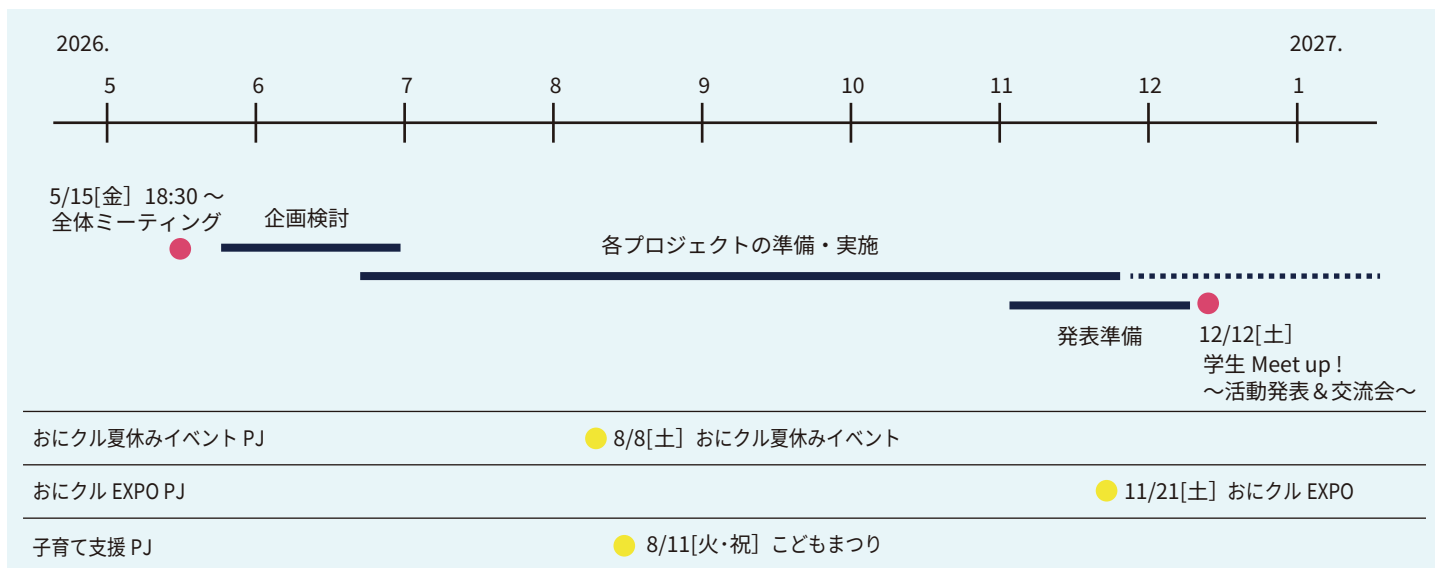 2026.
2027.
5 6 7 8 9 10 11 12 1
5/15[金］18:30 ～
全体ミーティング
企画検討
各プロジェクトの準備・実施
発表準備
12/12[土］
学生 Meet up !
～活動発表＆交流会～
おにクル夏休みイベント PJ
8/8[土］おにクル夏休みイベント
おにクル EXPO PJ
11/21[土］おにクル EXPO
子育て支援 PJ
8/11[火･祝］こどもまつり